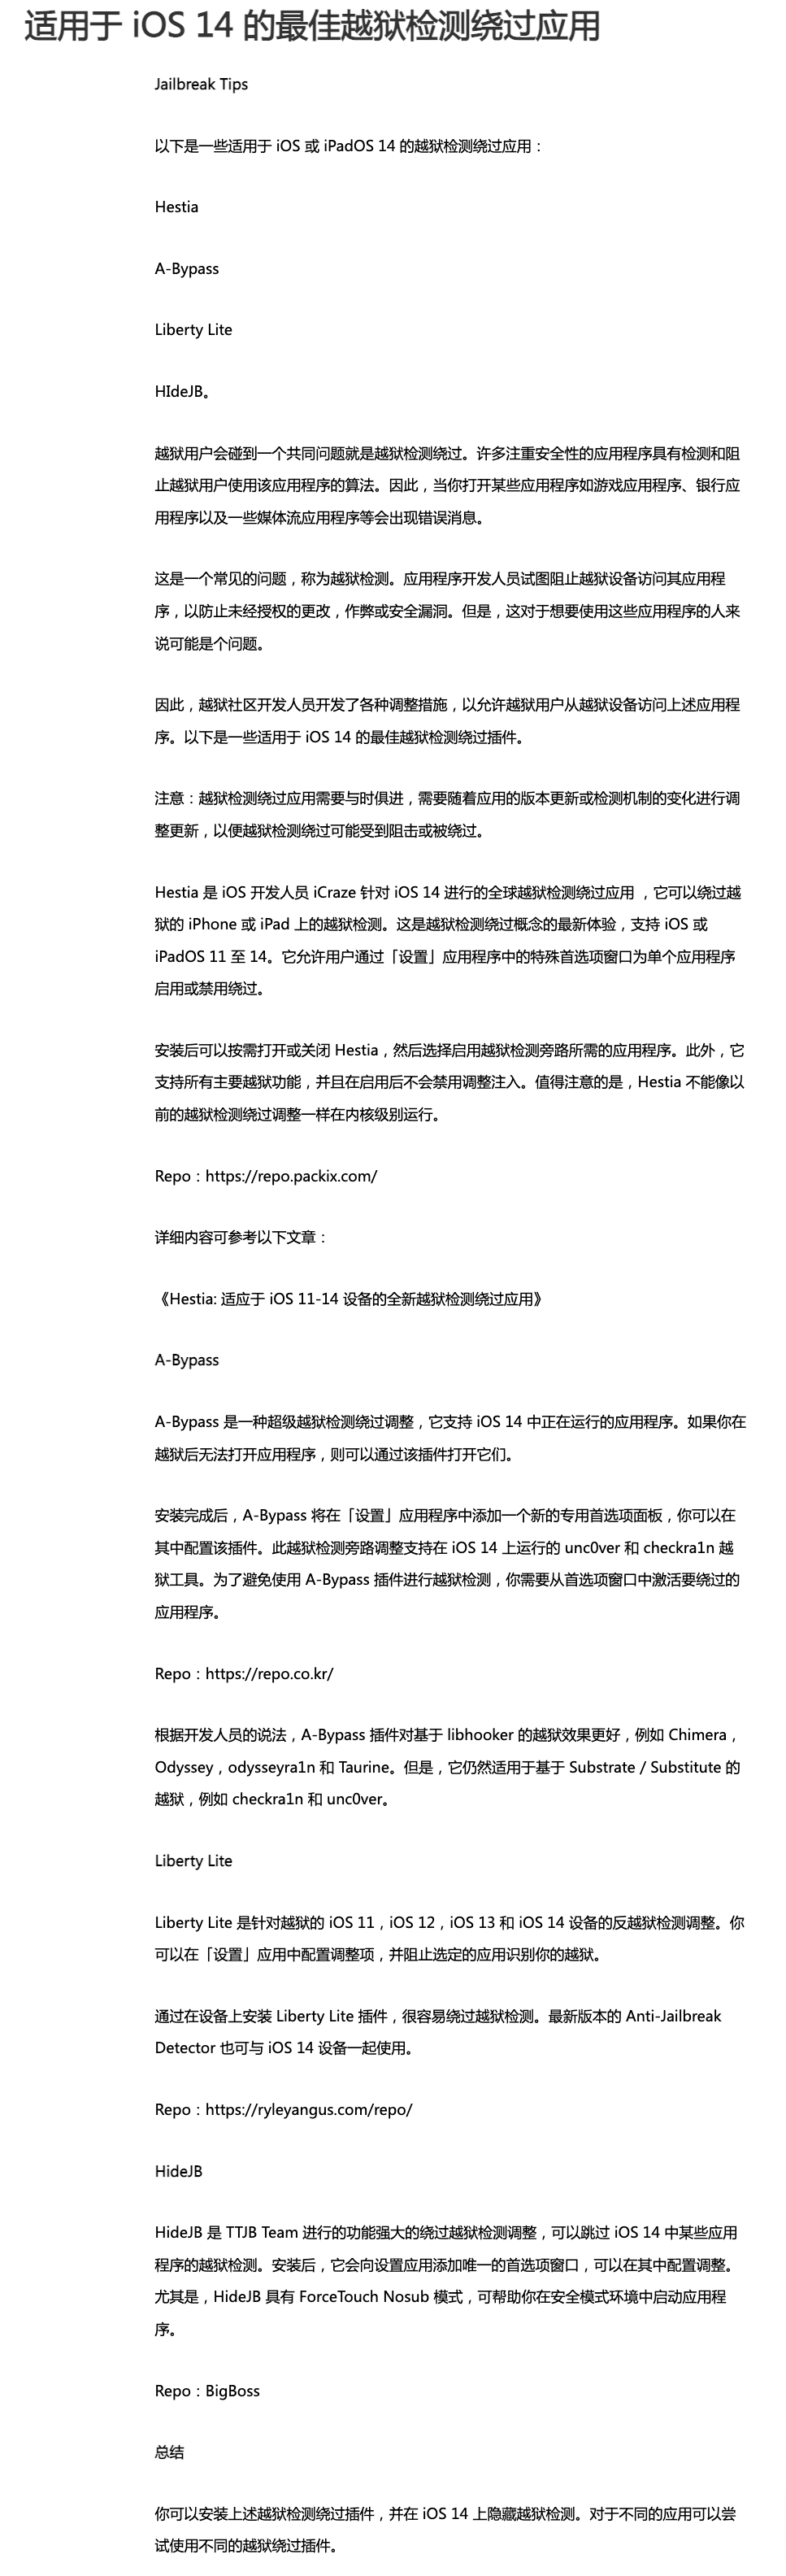 适用于 iOS 14 的最佳越狱检测绕过应用
Jailbreak Tips
以下是一些适用于 iOS 或 iPadOS 14 的越狱检测绕过应用：
Hestia
A-Bypass
Liberty Lite
HIdeJB。
越狱用户会碰到一个共同问题就是越狱检测绕过。许多注重安全性的应用程序具有检测和阻
止越狱用户使用该应用程序的算法。因此，当你打开某些应用程序如游戏应用程序、银行应
用程序以及一些媒体流应用程序等会出现错误消息。
这是一个常见的问题，称为越狱检测。应用程序开发人员试图阻止越狱设备访问其应用程
序，以防止未经授权的更改，作弊或安全漏洞。但是，这对于想要使用这些应用程序的人来
说可能是个问题。
因此，越狱社区开发人员开发了各种调整措施，以允许越狱用户从越狱设备访问上述应用程
序。以下是一些适用于 iOS 14 的最佳越狱检测绕过插件。
注意：越狱检测绕过应用需要与时俱进，需要随着应用的版本更新或检测机制的变化进行调
整更新，以便越狱检测绕过可能受到阻击或被绕过。
Hestia 是 iOS 开发人员 iCraze 针对 iOS 14 进行的全球越狱检测绕过应用 ，它可以绕过越
狱的 iPhone 或 iPad 上的越狱检测。这是越狱检测绕过概念的最新体验，支持 iOS 或
iPadOS 11 至 14。它允许用户通过「设置」应用程序中的特殊首选项窗口为单个应用程序
启用或禁用绕过。
安装后可以按需打开或关闭 Hestia，然后选择启用越狱检测旁路所需的应用程序。此外，它
支持所有主要越狱功能，并且在启用后不会禁用调整注入。值得注意的是，Hestia 不能像以
前的越狱检测绕过调整一样在内核级别运行。
Repo：https://repo.packix.com/
详细内容可参考以下文章：
《Hestia: 适应于 iOS 11-14 设备的全新越狱检测绕过应用》
A-Bypass
A-Bypass 是一种超级越狱检测绕过调整，它支持 iOS 14 中正在运行的应用程序。如果你在
越狱后无法打开应用程序，则可以通过该插件打开它们。
安装完成后，A-Bypass 将在「设置」应用程序中添加一个新的专用首选项面板，你可以在
其中配置该插件。此越狱检测旁路调整支持在 iOS 14 上运行的 unc0ver 和 checkra1n 越
狱工具。为了避免使用 A-Bypass 插件进行越狱检测，你需要从首选项窗口中激活要绕过的
应用程序。
Repo：https://repo.co.kr/
根据开发人员的说法，A-Bypass 插件对基于 libhooker 的越狱效果更好，例如 Chimera，
Odyssey，odysseyra1n 和 Taurine。但是，它仍然适用于基于 Substrate / Substitute 的
越狱，例如 checkra1n 和 unc0ver。
Liberty Lite
Liberty Lite 是针对越狱的 iOS 11，iOS 12，iOS 13 和 iOS 14 设备的反越狱检测调整。你
可以在「设置」应用中配置调整项，并阻止选定的应用识别你的越狱。
通过在设备上安装 Liberty Lite 插件，很容易绕过越狱检测。最新版本的 Anti-Jailbreak
Detector 也可与 iOS 14 设备一起使用。
Repo：https://ryleyangus.com/repo/
HideJB
HideJB 是 TTJB Team 进行的功能强大的绕过越狱检测调整，可以跳过 iOS 14 中某些应用
程序的越狱检测。安装后，它会向设置应用添加唯一的首选项窗口，可以在其中配置调整。
尤其是，HideJB 具有 ForceTouch Nosub 模式，可帮助你在安全模式环境中启动应用程
序。
Repo：BigBoss
总结
你可以安装上述越狱检测绕过插件，并在 iOS 14 上隐藏越狱检测。对于不同的应用可以尝
试使用不同的越狱绕过插件。